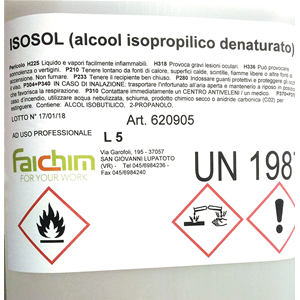 ISOSOL (alcool isopropilico denaturato)
Pericolo H225 Liquido e vapori facilmente infiammabili. H318 Provoca gravi lesioni oculari. H336 Può provocare
sonnolenza o vertigini. P210 Tenere lontano da fonti di calore, superfici calde, scintille, fiamme libere o altre fonti di
accensione. Non fumare. P233 Tenere il recipiente ben chiuso. P280 Indossare guanti protettivi e proteggere
P304+P340 IN CASO DI INALAZIONE: trasportare l'infortunato all'aria aperta e mantenerlo a riposo in posizione
che favorisca la respirazione. P310 Contattare immediatamente un CENTRO ANTIVELENI / un medico.
d'incendio, utilizzare acqua nebulizzata, schiuma, prodotto chimico secco o anidride carbonica (CO2) per
estinguere. Contiene: ALCOL ISOBUTILICO, 2-PROPANOLO.
LOTTO N° 17/01/18
Art. 620905
AD USO PROFESSIONALE
L 5
Faichim
FOR YOUR WORK
Via Garofoli, 195 - 37057
SAN GIOVANNI LUPATOTO
(VR) - Tel 045/6984236 -
Fax 045/6984240
UN 1987